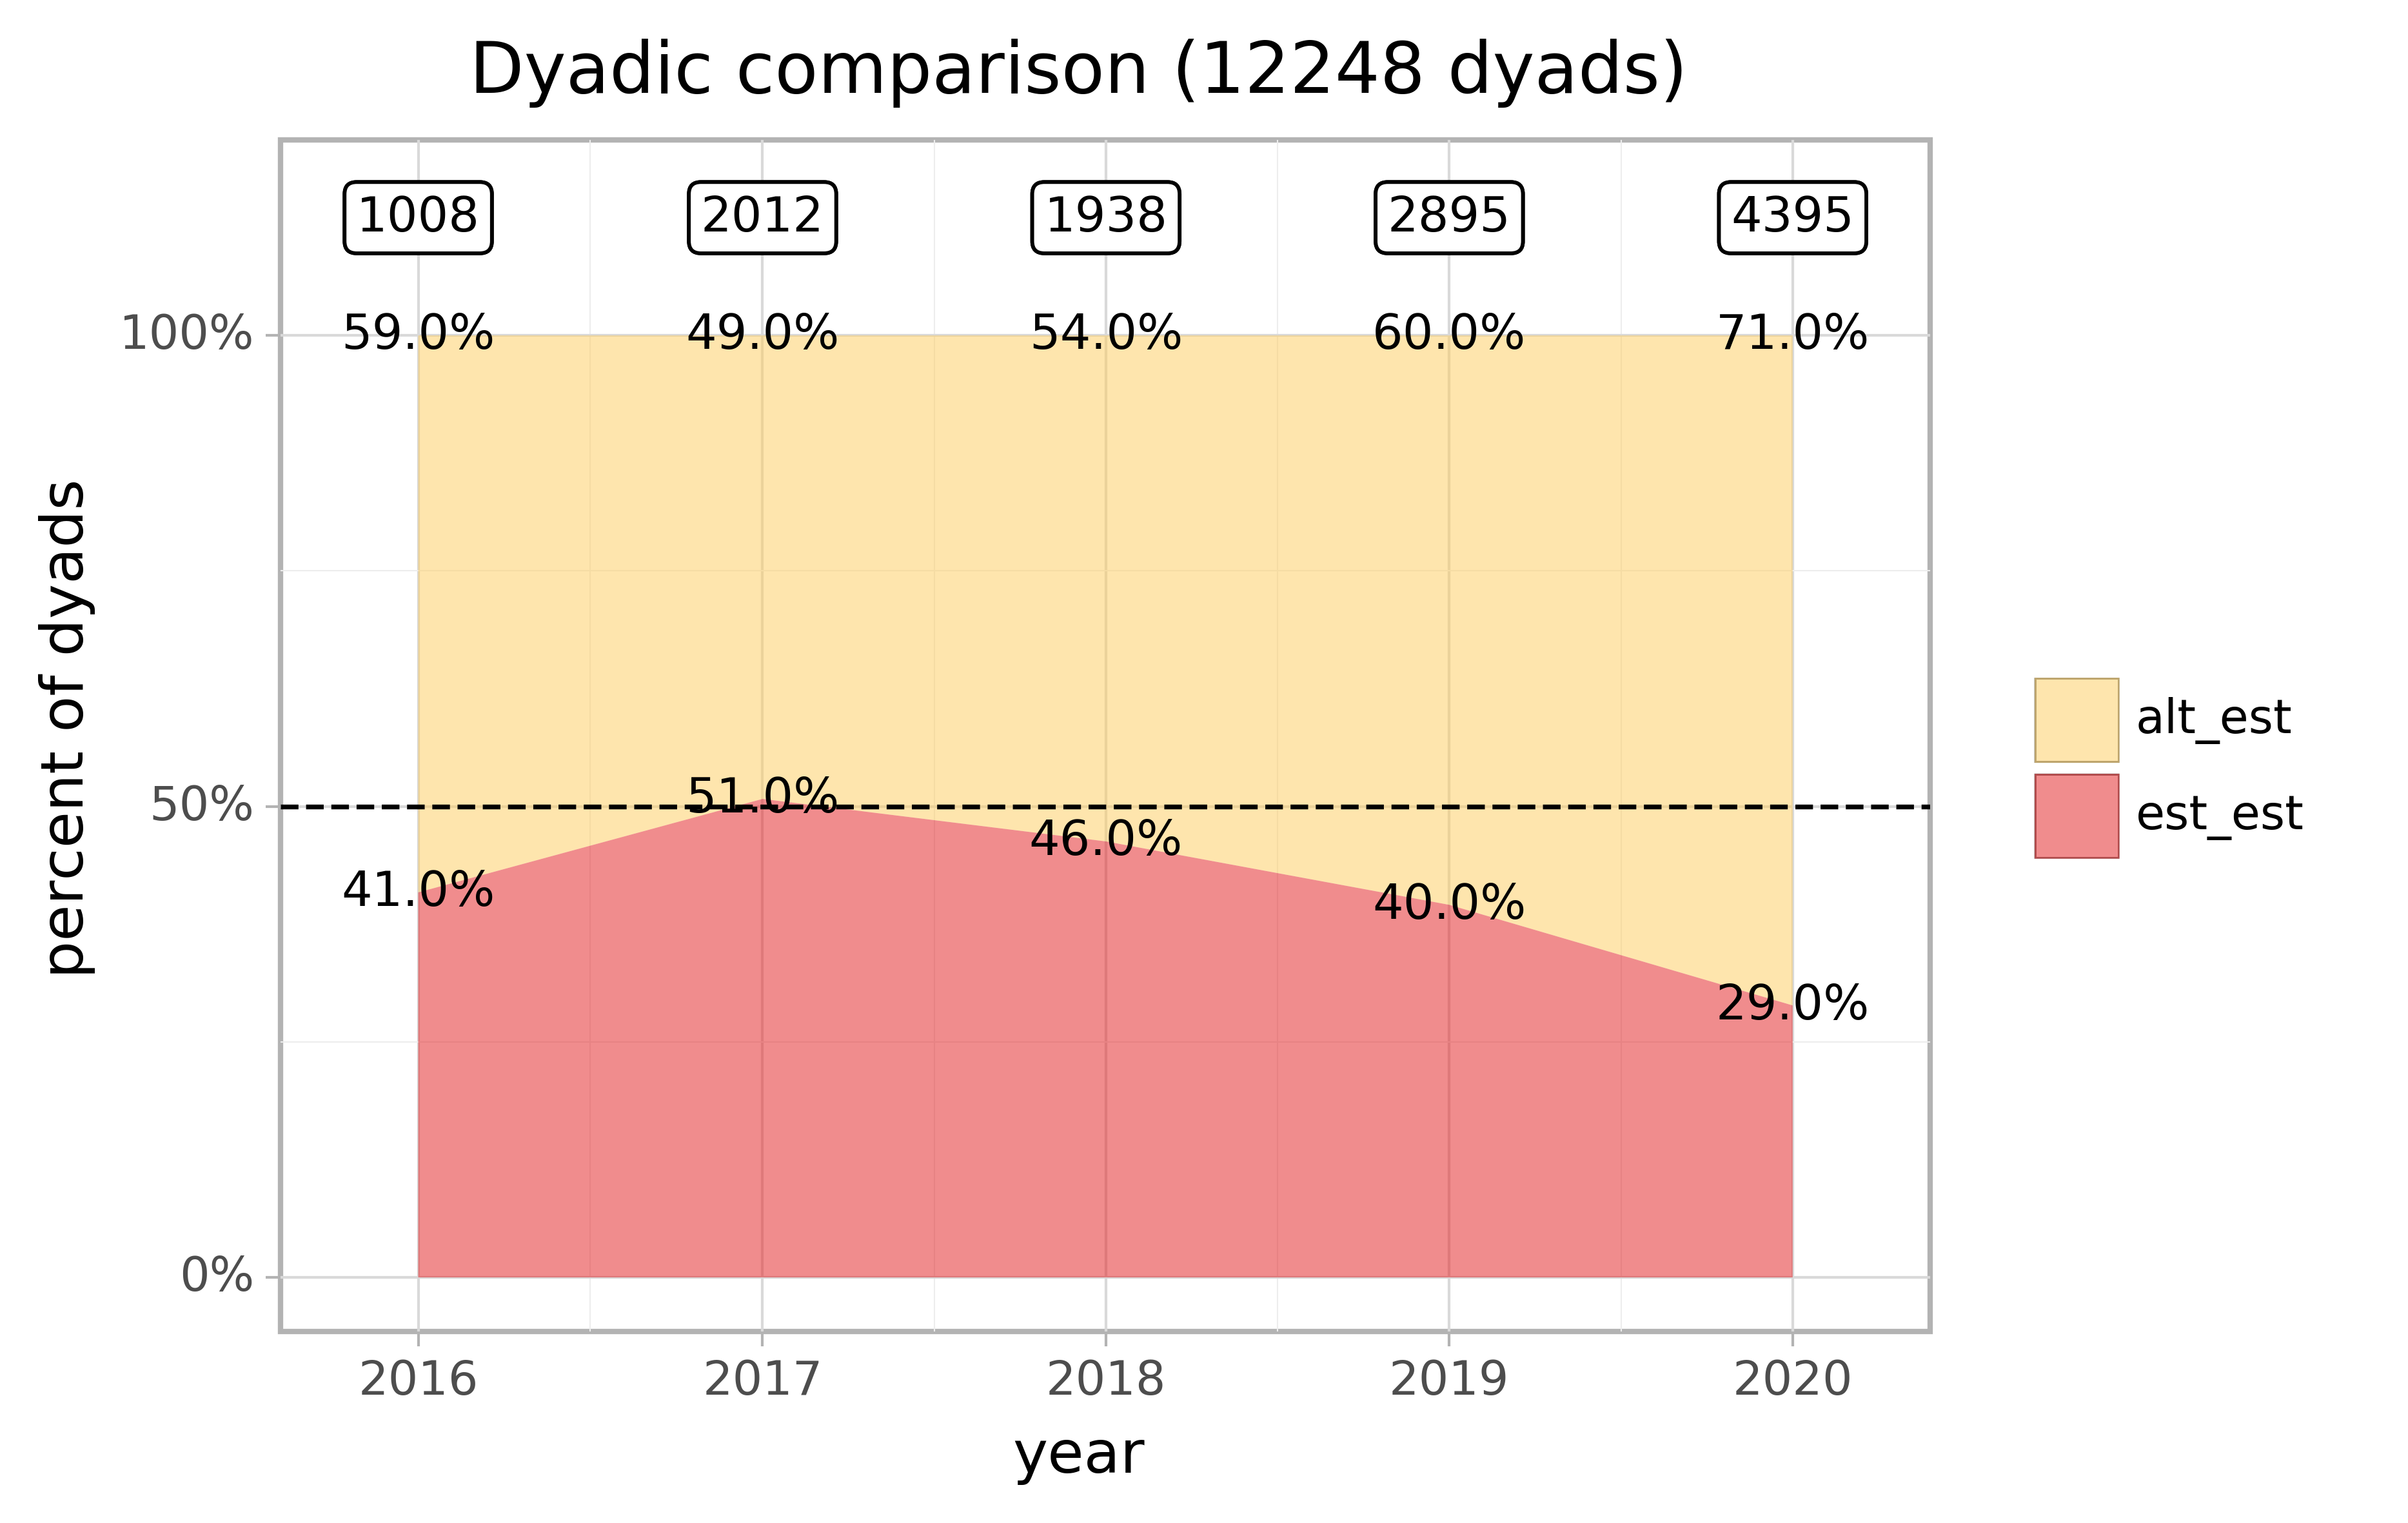 Dyadic comparison (12248 dyads)
1008 2012 1938 2895 4395
100%
59.0% 49.0% 54.0% 60.0% 71.0%
percent of dyads
50%
51.0%
46.0%
41.0%
40.0%
29.0%
0%
2016 2017 2018 2019 2020
year
alt_est
est_est